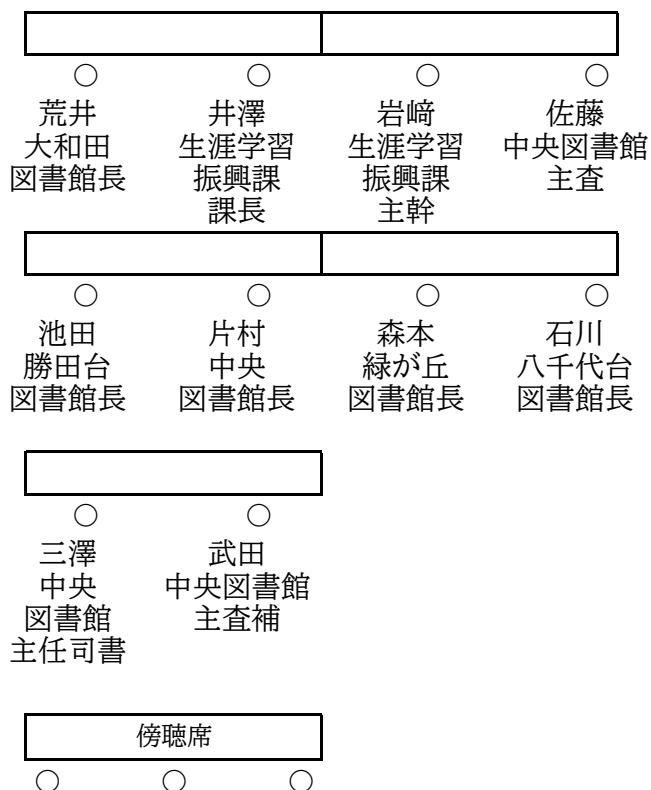 ○ ○ ○ ○
荒井 井澤 岩﨑 佐藤
大和田 生涯学習 生涯学習 中央図書館
図書館長 振興課 振興課 主査
課長 主幹
○ ○ ○ ○
池田 片村 森本 石川
勝田台 中央 緑が丘 八千代台
図書館長 図書館長 図書館長 図書館長
○ ○
三澤 武田
中央 中央図書館
図書館 主査補
主任司書
傍聴席
○ ○ ○